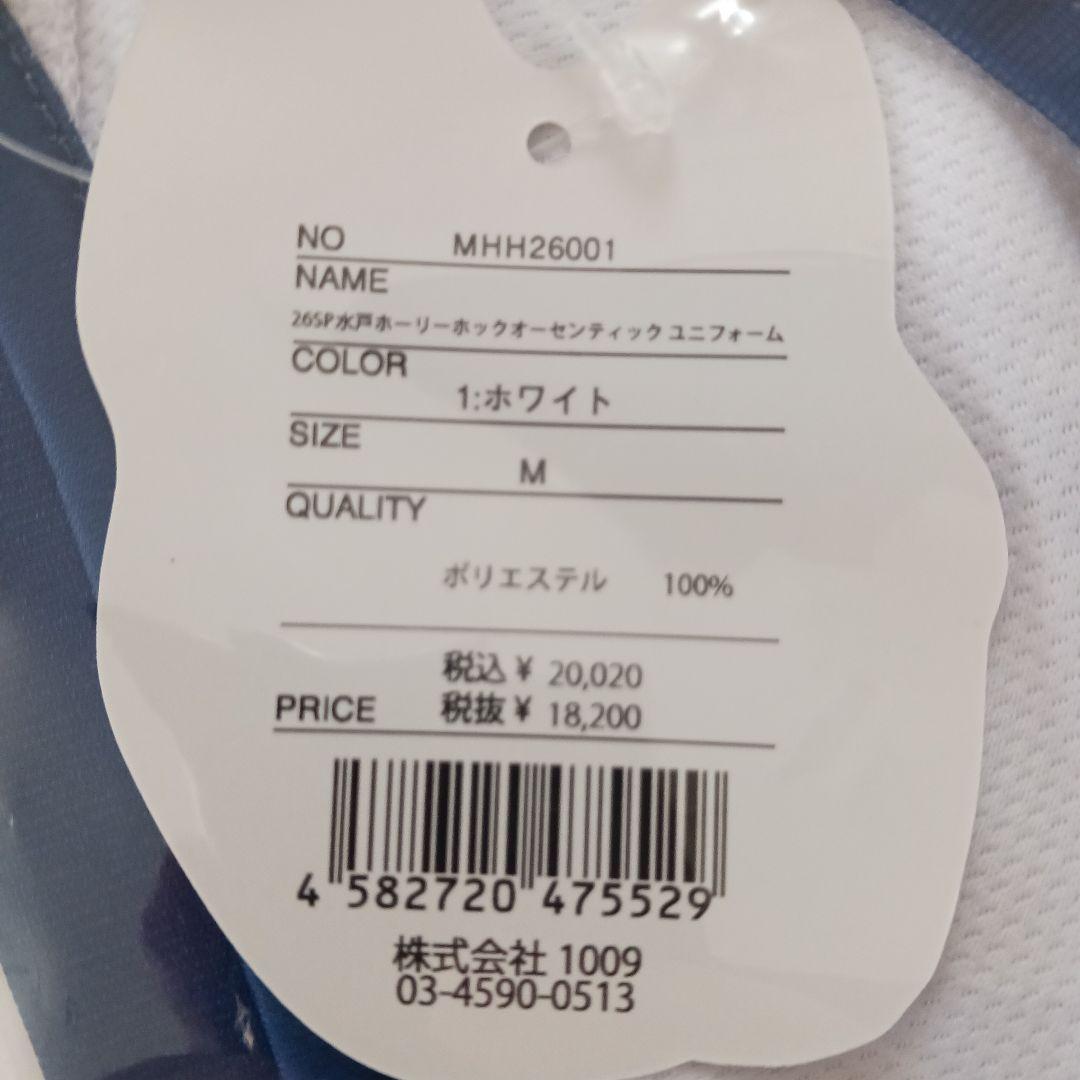 NO MHH26001
NAME
26SP水戸ホーリーホックオーセンティック ユニフォーム
COLOR
1:ホワイト
SIZE
M
QUALITY
ポリエステル 100%
税込 ¥ 20,020
PRICE 税抜 ¥ 18,200
4 582720 475529
株式会社 1009
03-4590-0513